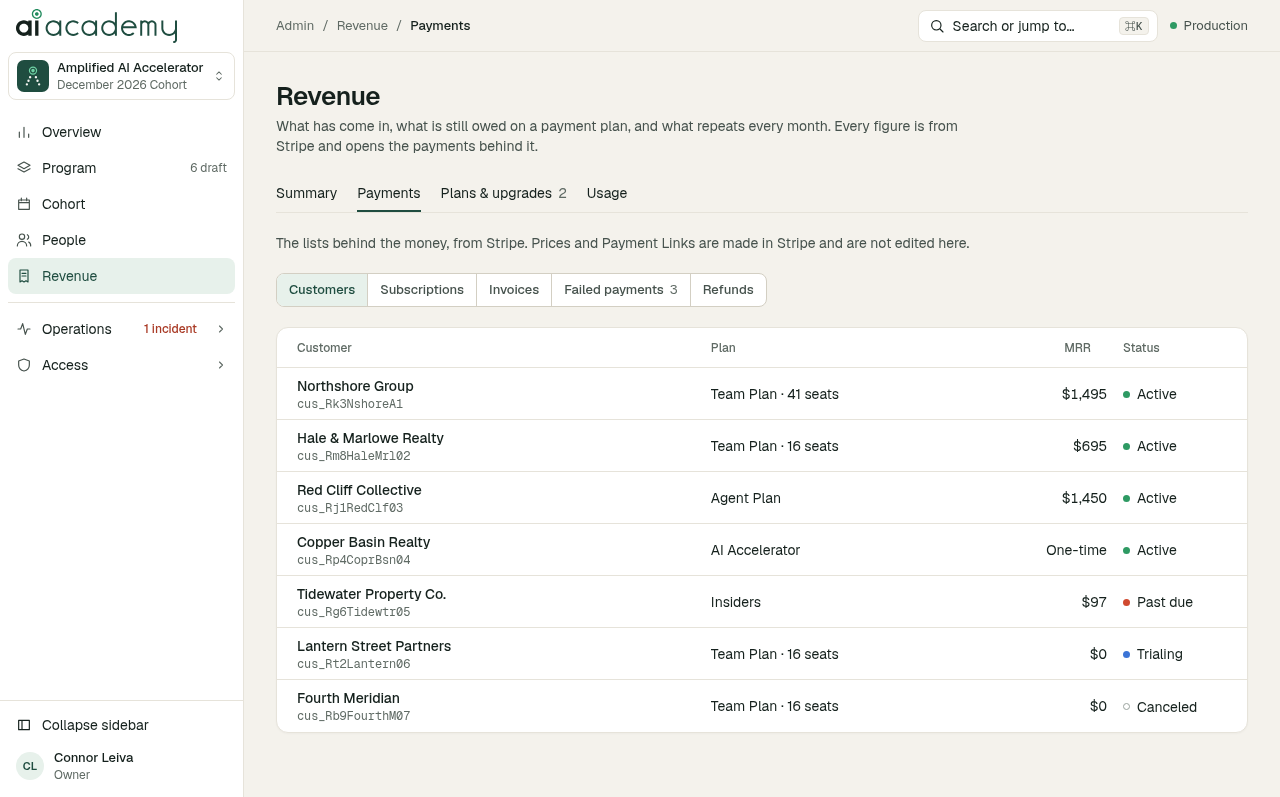 ai academy
Amplified AI Accelerator
December 2026 Cohort
Overview
Program 6 draft
Cohort
People
Revenue
Operations 1 incident
Access
Collapse sidebar
CL
Connor Leiva
Owner
Admin / Revenue / Payments
Search or jump to… ⌘K
Production
Revenue
What has come in, what is still owed on a payment plan, and what repeats every month. Every figure is from
Stripe and opens the payments behind it.
Summary Payments Plans & upgrades 2 Usage
The lists behind the money, from Stripe. Prices and Payment Links are made in Stripe and are not edited here.
Customers Subscriptions Invoices Failed payments 3 Refunds
Customer Plan MRR Status
Northshore Group
cus_Rk3NshoreA1
Team Plan · 41 seats $1,495 Active
Hale & Marlowe Realty
cus_Rm8HaleMrl02
Team Plan · 16 seats $695 Active
Red Cliff Collective
cus_Rj1RedClf03
Agent Plan $1,450 Active
Copper Basin Realty
cus_Rp4CoprBsn04
AI Accelerator One-time Active
Tidewater Property Co.
cus_Rg6Tidewtr05
Insiders $97 Past due
Lantern Street Partners
cus_Rt2Lantern06
Team Plan · 16 seats $0 Trialing
Fourth Meridian
cus_Rb9FourthM07
Team Plan · 16 seats $0 Canceled